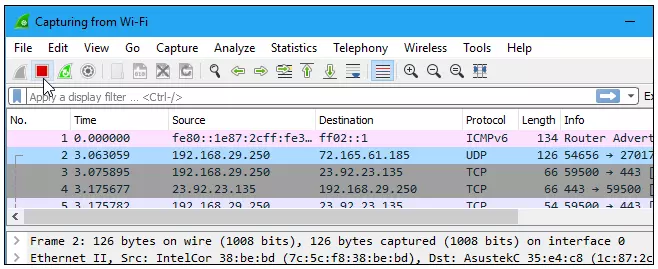 Capturing from Wi-Fi
File Edit View Go Capture Analyze Statistics Telephony Wireless Tools Help
Apply a display filter ... <Ctrl-/>
No. Time Source Destination Protocol Length Info
1 0.000000 fe80::1e87:2cff:fe3... ff02::1 ICMPv6 134 Router Advert
2 3.063059 192.168.29.250 72.165.61.185 UDP 126 54656 → 27017
3 3.075895 192.168.29.250 23.92.23.135 TCP 66 59500 → 443 [
4 3.175677 23.92.23.135 192.168.29.250 TCP 66 443 → 59500 [
5 3.175782 192.168.29.250 23.92.23.135 TCP 54 59500 → 443 [
Frame 2: 126 bytes on wire (1008 bits), 126 bytes captured (1008 bits) on interface 0
Ethernet II, Src: IntelCor 38:be:bd (7c:5c:f8:38:be:bd), Dst: AsustekC 35:e4:c8 (1c:87:2c